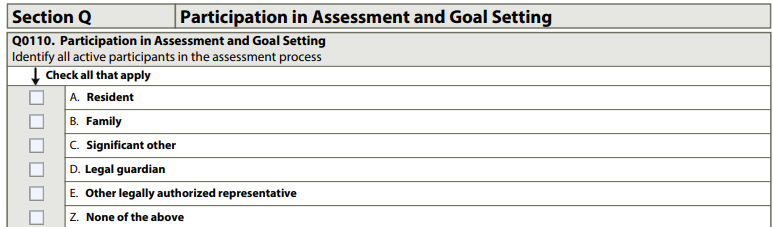 Section Q Participation in Assessment and Goal Setting
Q0110. Participation in Assessment and Goal Setting
Identify all active participants in the assessment process
Check all that apply
A. Resident
B. Family
C. Significant other
D. Legal guardian
E. Other legally authorized representative
Z. None of the above